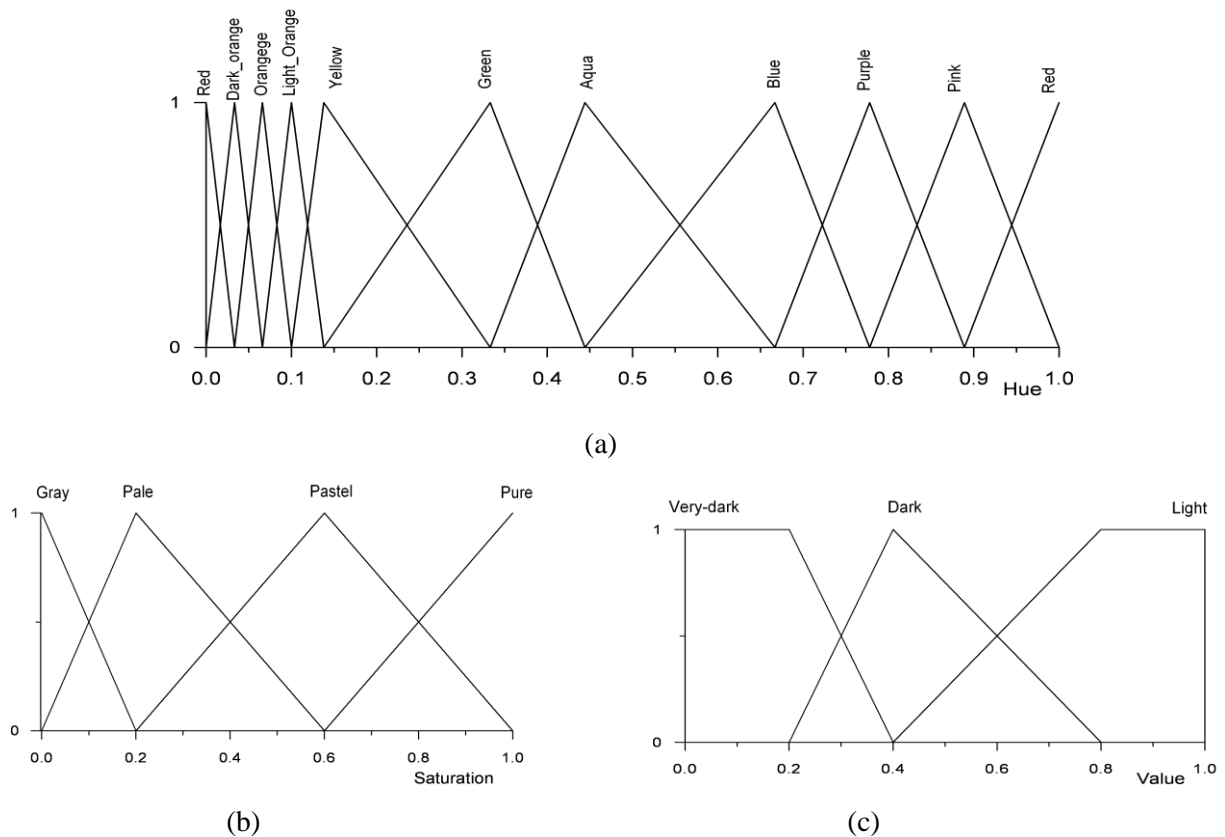 Red
Dark_orange
Orangege
Light_Orange
Yellow
Green
Aqua
Blue
Purple
Pink
Red
1
0
0.0 0.1 0.2 0.3 0.4 0.5 0.6 0.7 0.8 0.9 1.0
Hue
(a)
Gray Pale Pastel Pure
1
0
0.0 0.2 0.4 0.6 0.8 1.0
Saturation
(b)
Very-dark Dark Light
1
0
0.0 0.2 0.4 0.6 0.8 1.0
Value
(c)